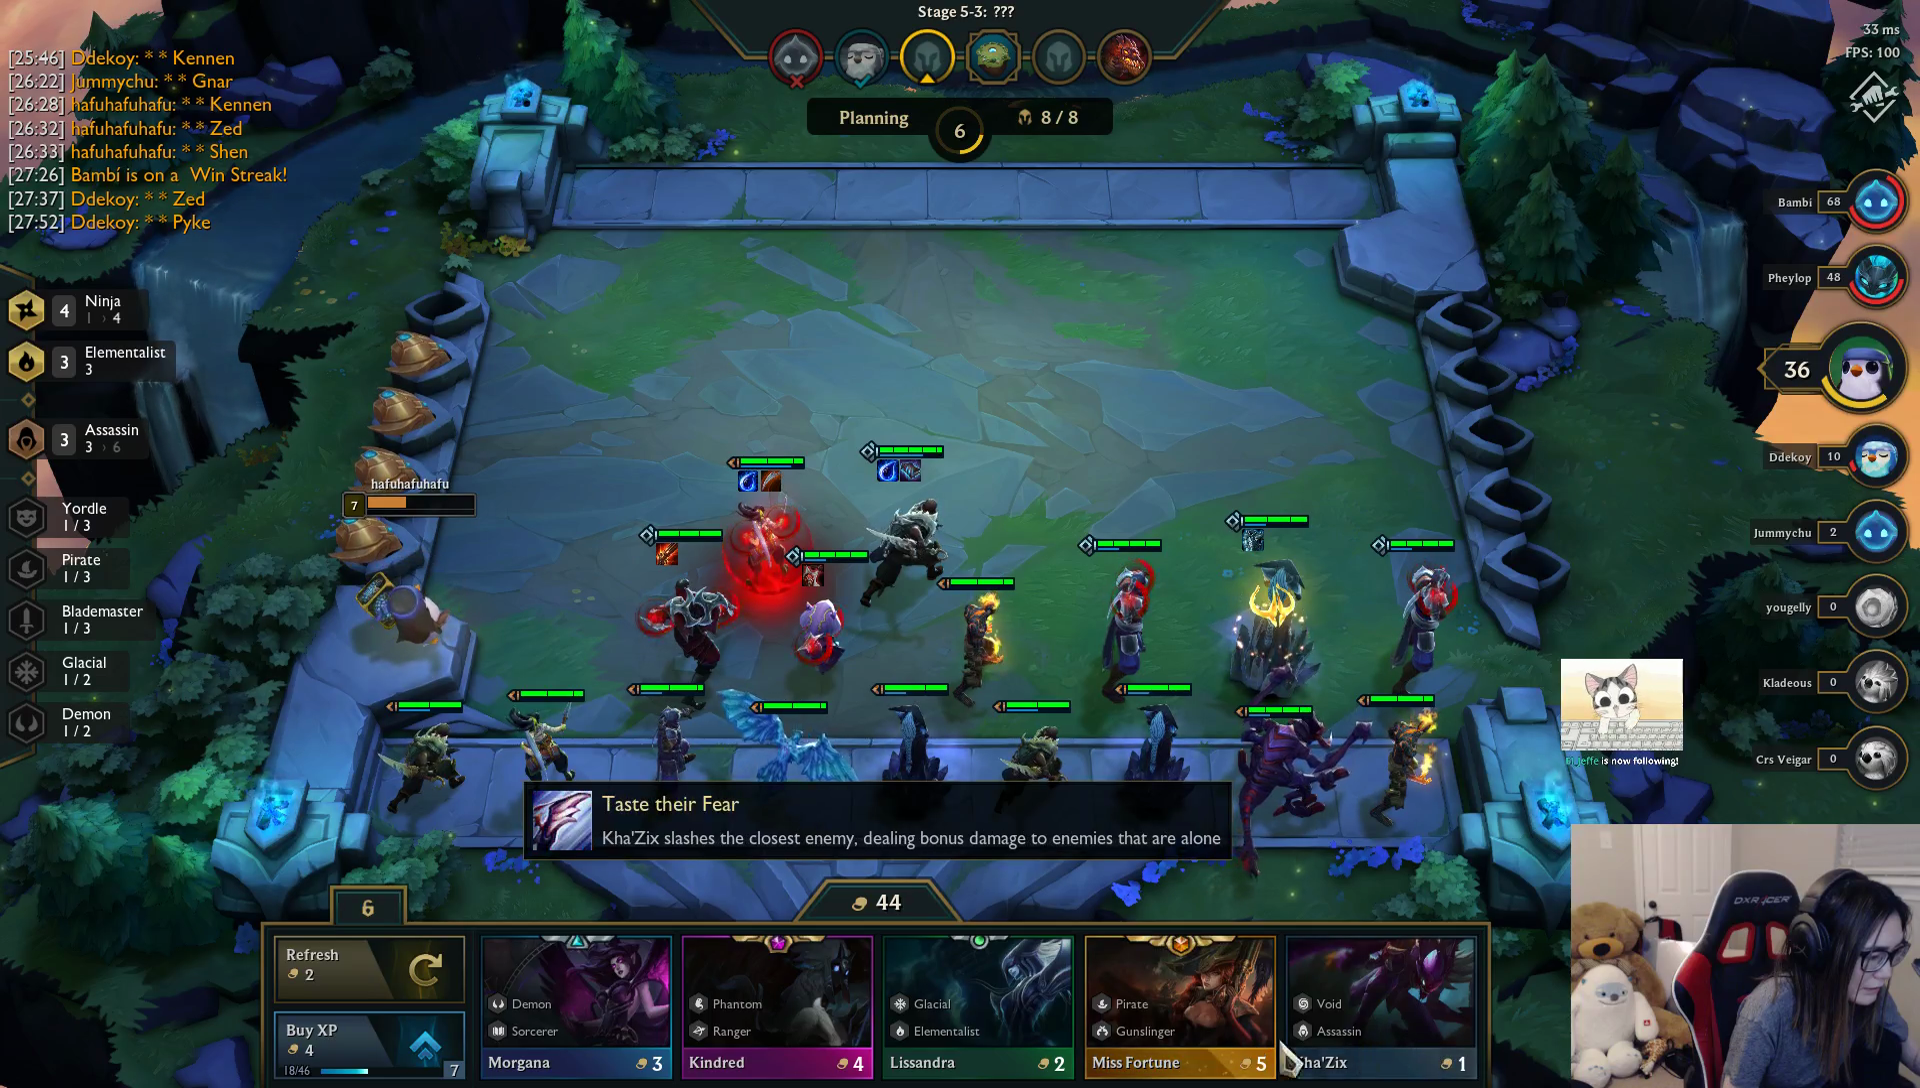 Stage 5-3: ???
33 ms
FPS: 100
[25:46] Ddekoy: * * Kennen
[26:22] Jummychu: * * Gnar
[26:28] hafuhafuhafu: * * Kennen
[26:32] hafuhafuhafu: * * Zed
[26:33] hafuhafuhafu: * * Shen
[27:26] Bambí is on a Win Streak!
[27:37] Ddekoy: * * Zed
[27:52] Ddekoy: * * Pyke
Planning
6
8 / 8
Bambí 68
Pheylop 48
36
Ddekoy 10
Jummychu 2
yougelly 0
Kladeous 0
Crs Veigar 0
4 Ninja
1 › 4
3 Elementalist
3
3 Assassin
3 › 6
Yordle
1 / 3
Pirate
1 / 3
Blademaster
1 / 3
Glacial
1 / 2
Demon
1 / 2
hafuhafuhafu
7
is now following!
Taste their Fear
Kha'Zix slashes the closest enemy, dealing bonus damage to enemies that are alone
6
44
Refresh
2
Buy XP
4
18/46
7
Demon
Sorcerer
Morgana 3
Phantom
Ranger
Kindred 4
Glacial
Elementalist
Lissandra 2
Pirate
Gunslinger
Miss Fortune 5
Void
Assassin
Kha'Zix 1
DXRACER